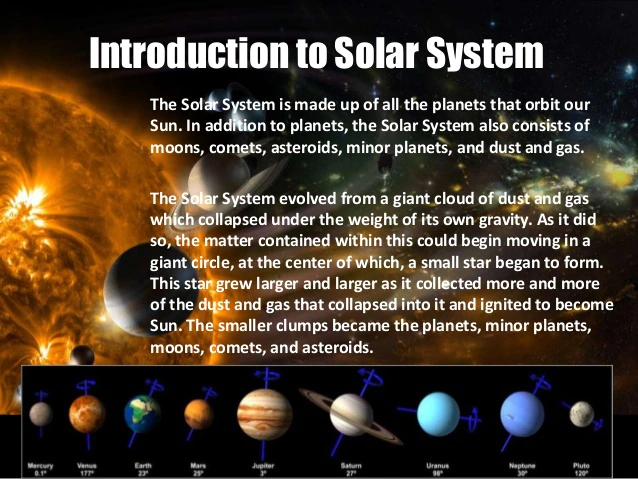 Introduction to Solar System
The Solar System is made up of all the planets that orbit our
Sun. In addition to planets, the Solar System also consists of
moons, comets, asteroids, minor planets, and dust and gas.
The Solar System evolved from a giant cloud of dust and gas
which collapsed under the weight of its own gravity. As it did
so, the matter contained within this could begin moving in a
giant circle, at the center of which, a small star began to form.
This star grew larger and larger as it collected more and more
of the dust and gas that collapsed into it and ignited to become
Sun. The smaller clumps became the planets, minor planets,
moons, comets, and asteroids.
Mercury Venus Earth Mars Jupiter Saturn Uranus Neptune Pluto
0.1° 177° 23° 25° 3° 27° 98° 30° 120°